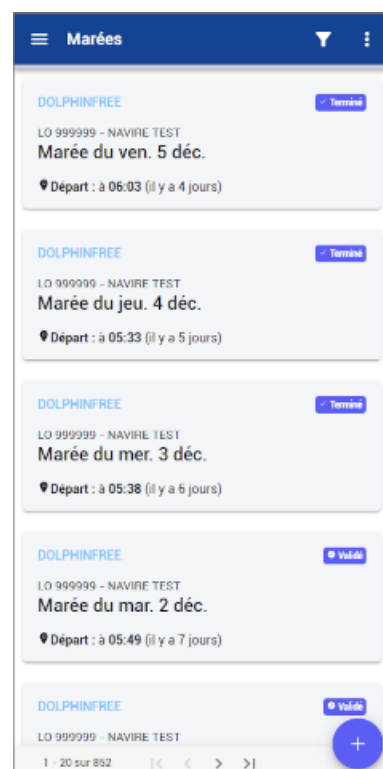 Marées
DOLPHINFREE
Terminé
LO 999999 - NAVIRE TEST
Marée du ven. 5 déc.
Départ : à 06:03 (il y a 4 jours)
DOLPHINFREE
Terminé
LO 999999 - NAVIRE TEST
Marée du jeu. 4 déc.
Départ : à 05:33 (il y a 5 jours)
DOLPHINFREE
Terminé
LO 999999 - NAVIRE TEST
Marée du mer. 3 déc.
Départ : à 05:38 (il y a 6 jours)
DOLPHINFREE
Validé
LO 999999 - NAVIRE TEST
Marée du mar. 2 déc.
Départ : à 05:49 (il y a 7 jours)
DOLPHINFREE
Validé
LO 999999 - NAVIRE TEST
1 - 20 sur 852